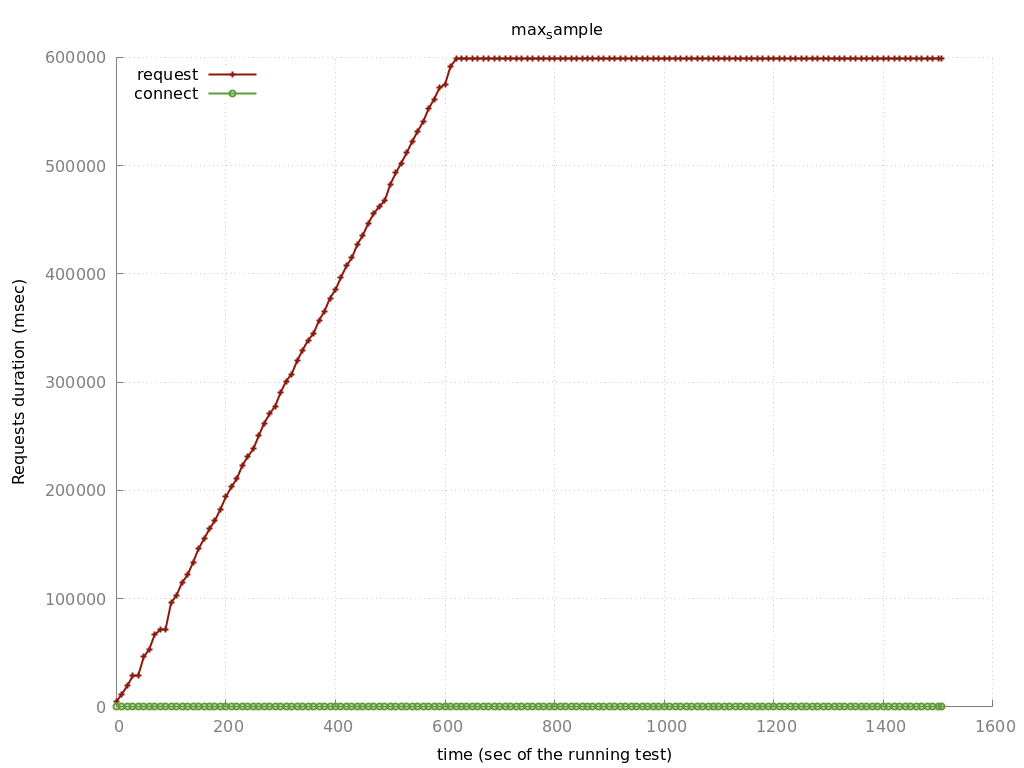 max_sample
600000
request
connect
500000
400000
300000
200000
100000
0
0 200 400 600 800 1000 1200 1400 1600
Requests duration (msec)
time (sec of the running test)